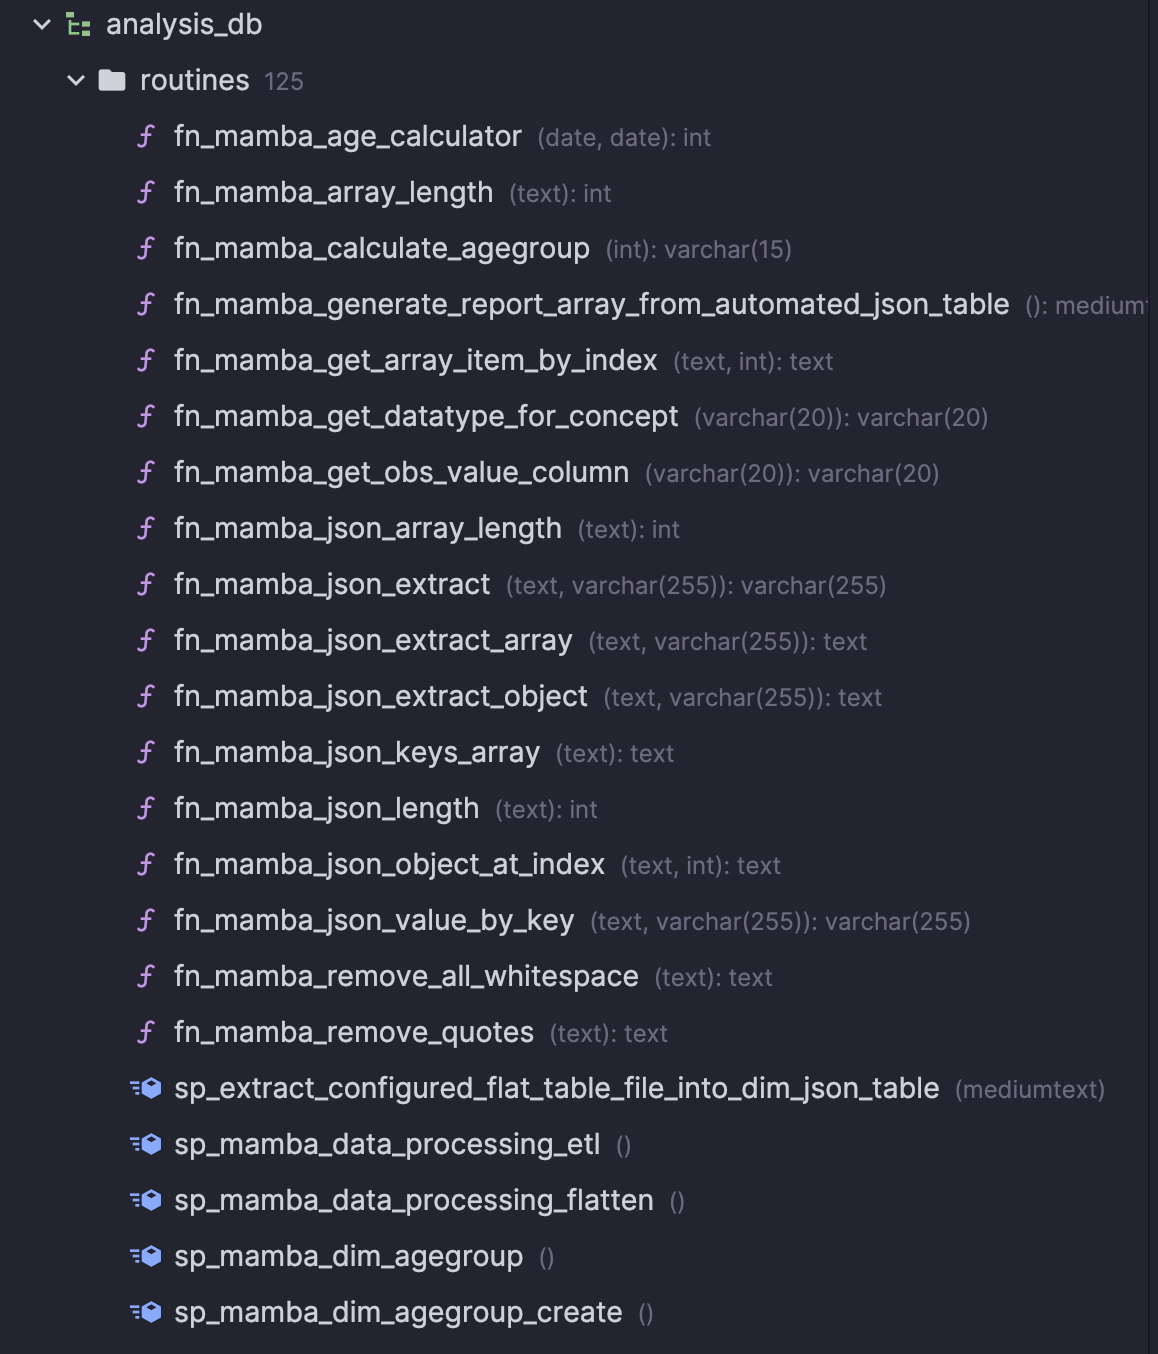 analysis_db
routines 125
fn_mamba_age_calculator (date, date): int
fn_mamba_array_length (text): int
fn_mamba_calculate_agegroup (int): varchar(15)
fn_mamba_generate_report_array_from_automated_json_table (): medium
fn_mamba_get_array_item_by_index (text, int): text
fn_mamba_get_datatype_for_concept (varchar(20)): varchar(20)
fn_mamba_get_obs_value_column (varchar(20)): varchar(20)
fn_mamba_json_array_length (text): int
fn_mamba_json_extract (text, varchar(255)): varchar(255)
fn_mamba_json_extract_array (text, varchar(255)): text
fn_mamba_json_extract_object (text, varchar(255)): text
fn_mamba_json_keys_array (text): text
fn_mamba_json_length (text): int
fn_mamba_json_object_at_index (text, int): text
fn_mamba_json_value_by_key (text, varchar(255)): varchar(255)
fn_mamba_remove_all_whitespace (text): text
fn_mamba_remove_quotes (text): text
sp_extract_configured_flat_table_file_into_dim_json_table (mediumtext)
sp_mamba_data_processing_etl ()
sp_mamba_data_processing_flatten ()
sp_mamba_dim_agegroup ()
sp_mamba_dim_agegroup_create ()